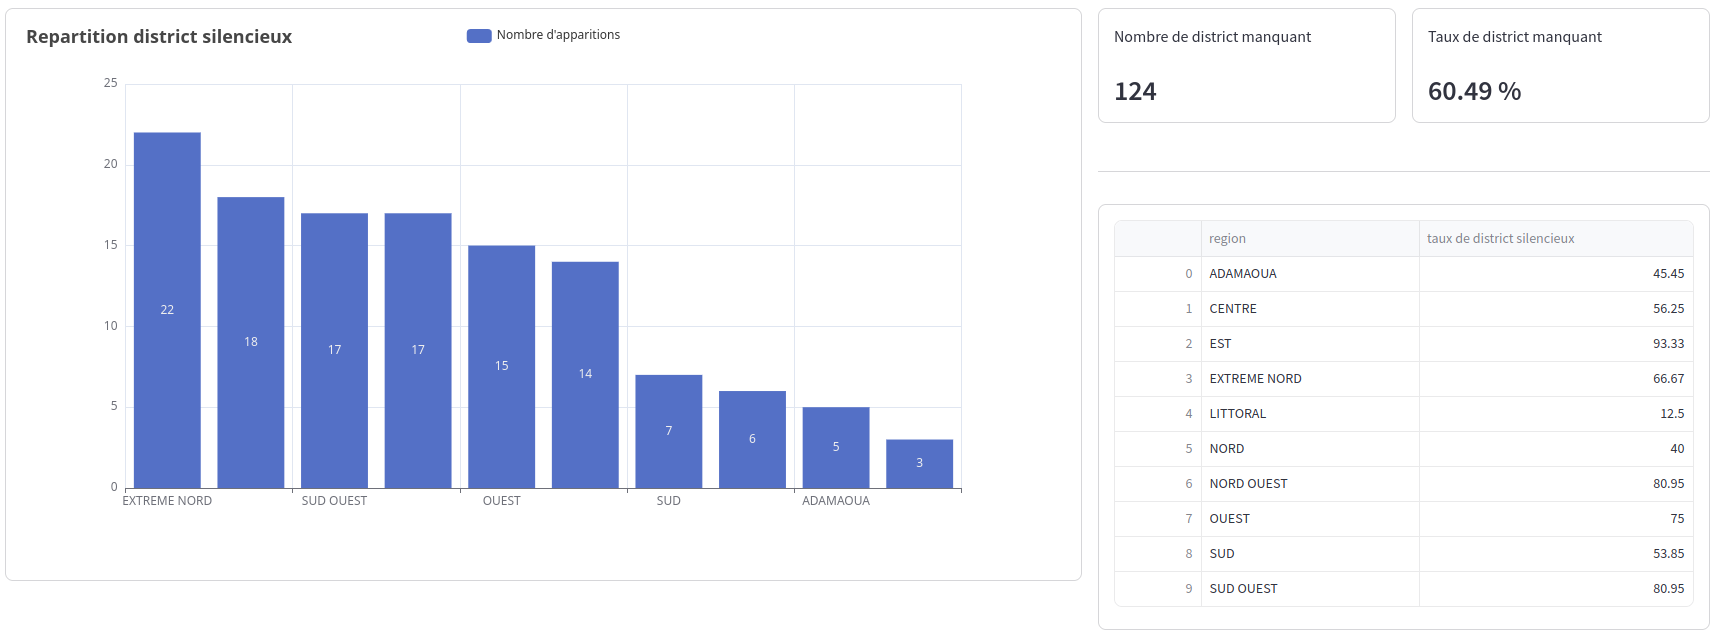 Repartition district silencieux
Nombre d'apparitions
25
20
15
10
5
0
22
18
17
17
15
14
7
6
5
3
EXTREME NORD
SUD OUEST
OUEST
SUD
ADAMAOUA
Nombre de district manquant
124
Taux de district manquant
60.49 %
region taux de district silencieux
0 ADAMAOUA 45.45
1 CENTRE 56.25
2 EST 93.33
3 EXTREME NORD 66.67
4 LITTORAL 12.5
5 NORD 40
6 NORD OUEST 80.95
7 OUEST 75
8 SUD 53.85
9 SUD OUEST 80.95